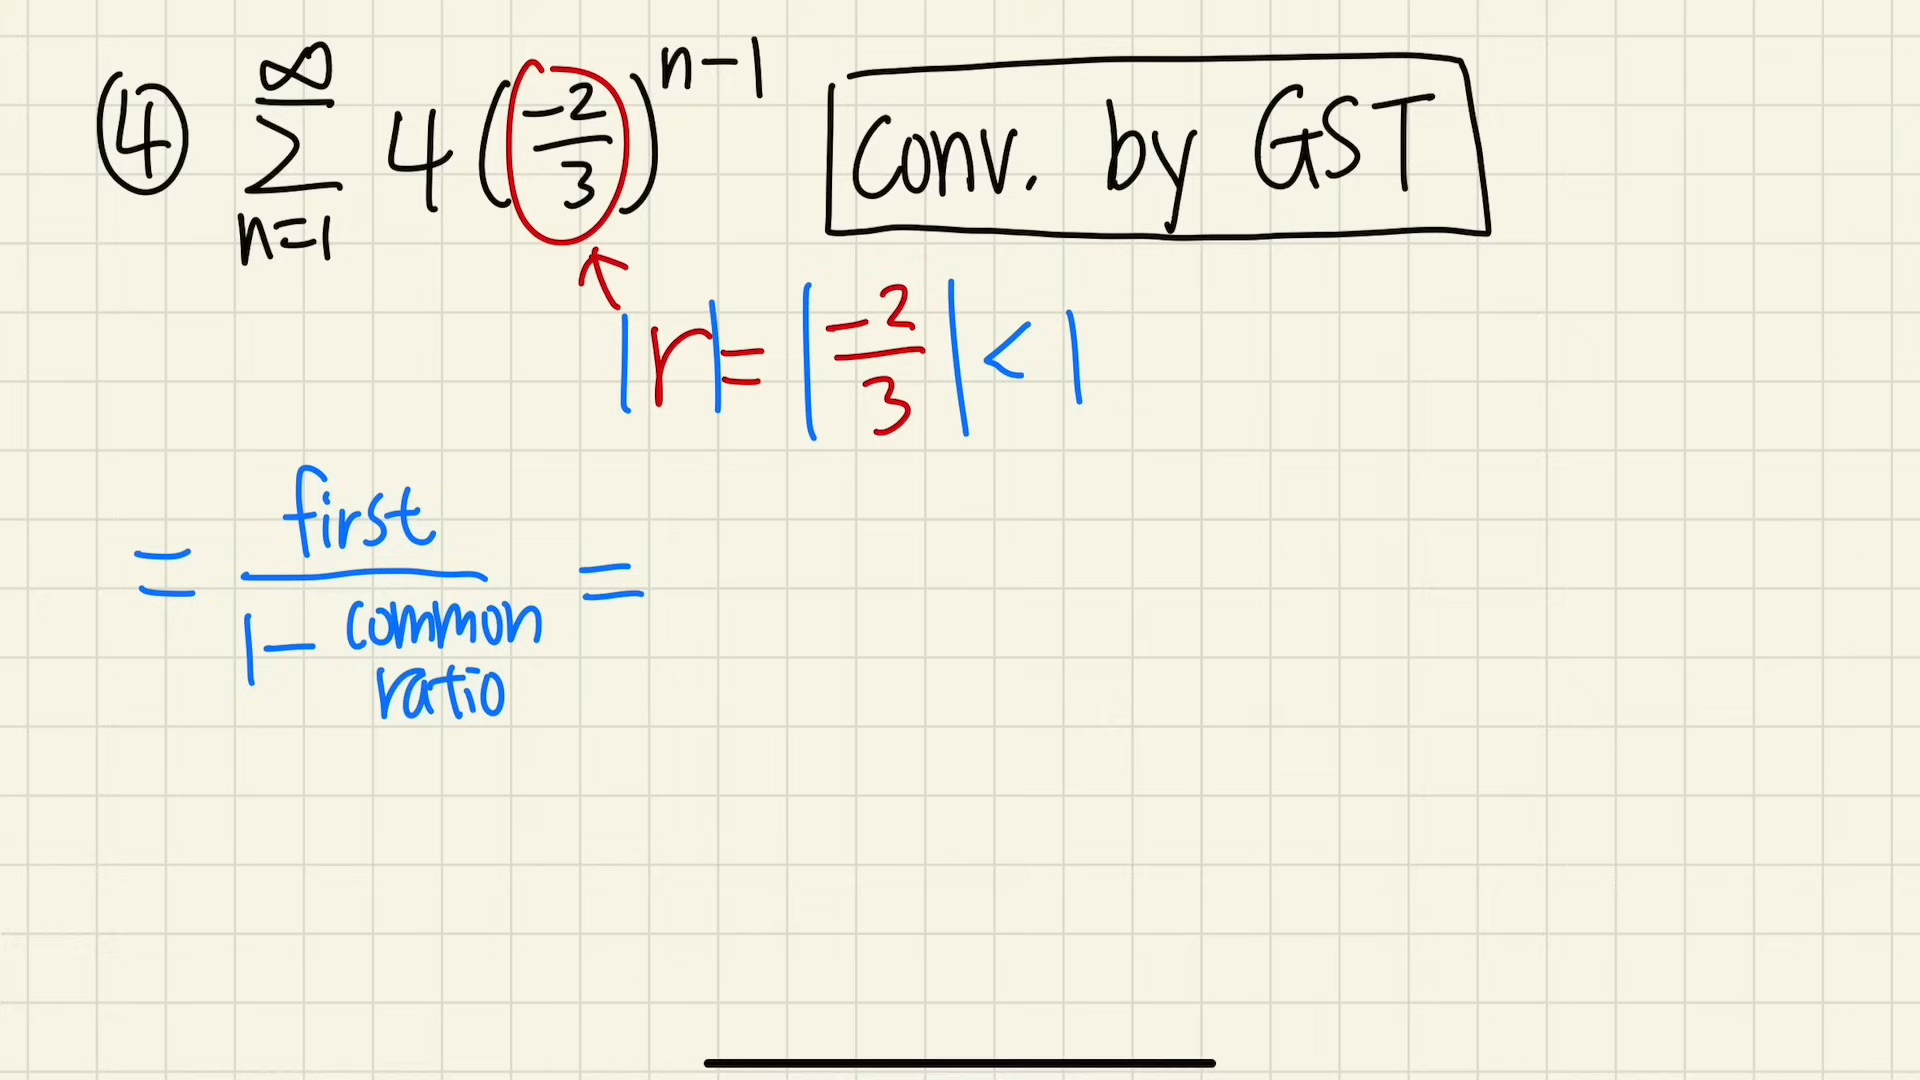 ④ ∞ ∑ n=1 4(-2/3)^(n-1) Conv. by GST
|r| = |-2/3| < 1
= first / 1 - common ratio =